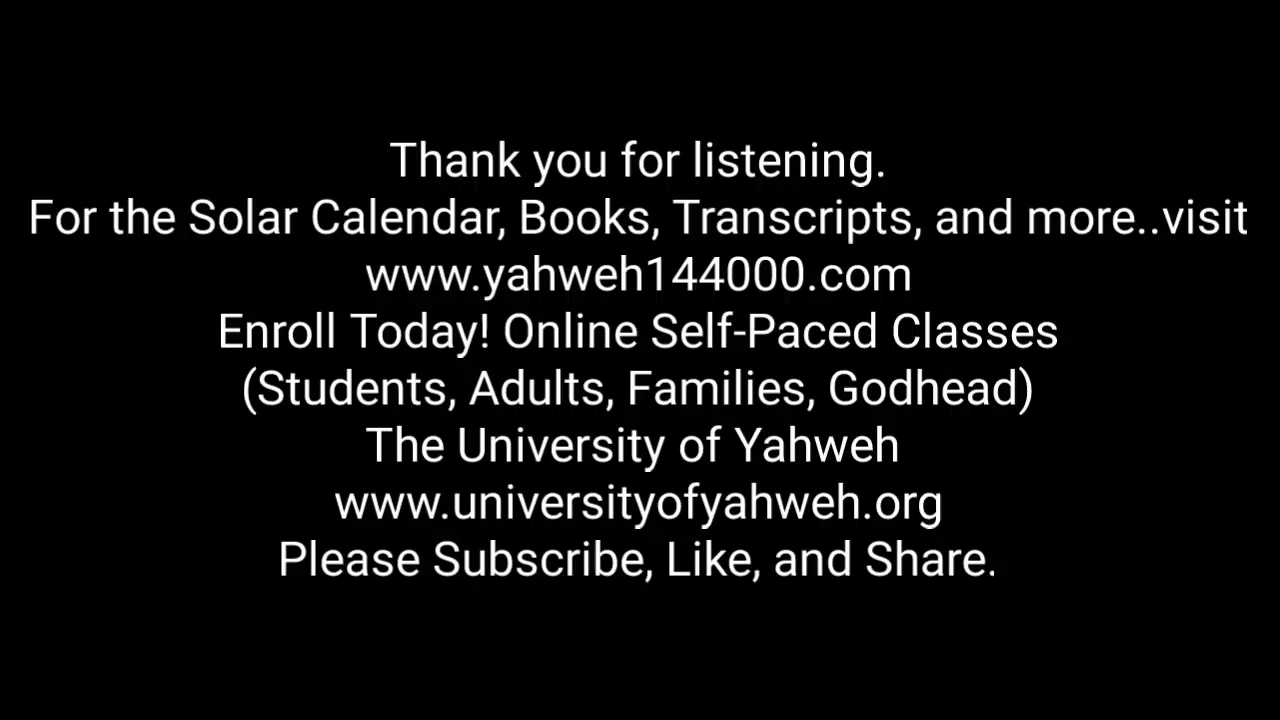 Thank you for listening.
For the Solar Calendar, Books, Transcripts, and more..visit
www.yahweh144000.com
Enroll Today! Online Self-Paced Classes
(Students, Adults, Families, Godhead)
The University of Yahweh
www.universityofyahweh.org
Please Subscribe, Like, and Share.